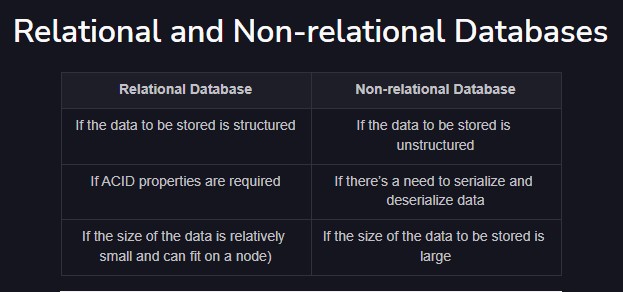 Relational and Non-relational Databases
Relational Database
Non-relational Database
If the data to be stored is structured
If the data to be stored is
unstructured
If ACID properties are required
If there's a need to serialize and
deserialize data
If the size of the data is relatively
small and can fit on a node)
If the size of the data to be stored is
large